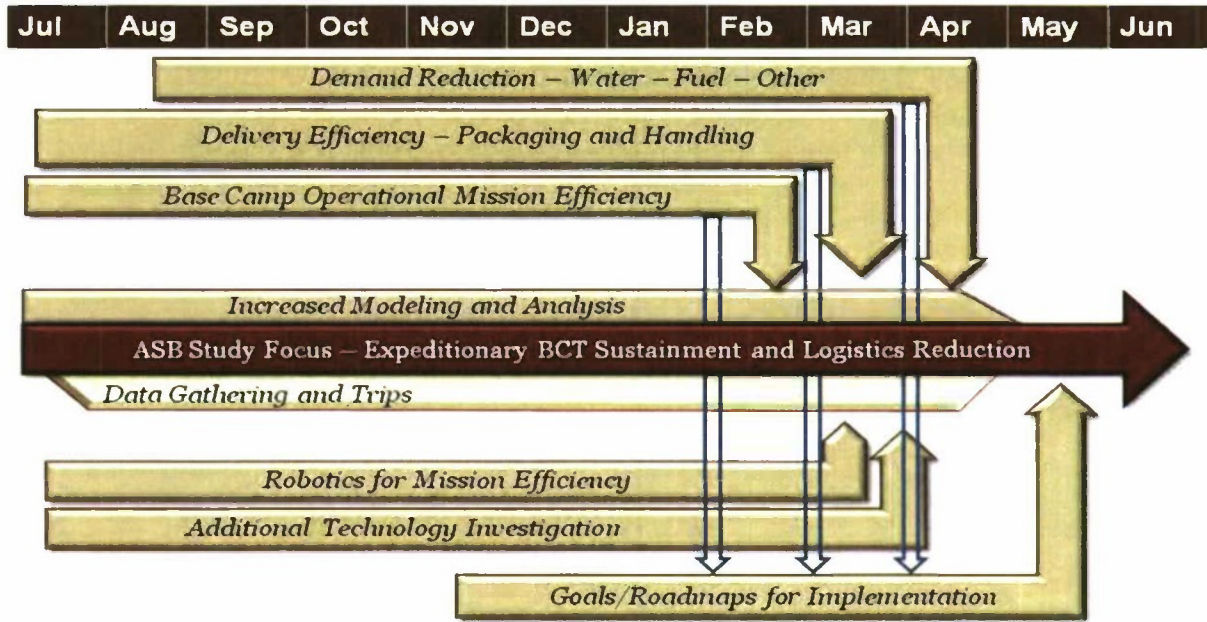 Jul Aug Sep Oct Nov Dec Jan Feb Mar Apr May Jun
Demand Reduction – Water – Fuel – Other
Delivery Efficiency – Packaging and Handling
Base Camp Operational Mission Efficiency
Increased Modeling and Analysis
ASB Study Focus – Expeditionary BCT Sustainment and Logistics Reduction
Data Gathering and Trips
Robotics for Mission Efficiency
Additional Technology Investigation
Goals/Roadmaps for Implementation